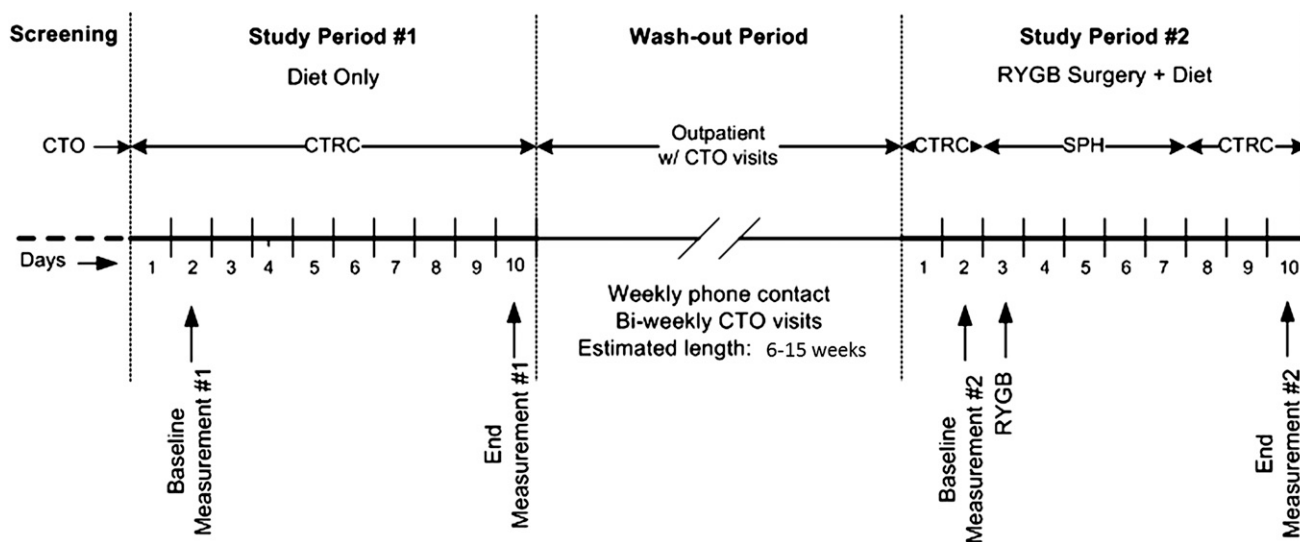 Screening
Study Period #1
Diet Only
Wash-out Period
Study Period #2
RYGB Surgery + Diet
CTO
CTRC
Outpatient
w/ CTO visits
CTRC
SPH
CTRC
Days
1 2 3 4 5 6 7 8 9 10
1 2 3 4 5 6 7 8 9 10
Weekly phone contact
Bi-weekly CTO visits
Estimated length: 6-15 weeks
Baseline
Measurement #1
End
Measurement #1
Baseline
Measurement #2
RYGB
End
Measurement #2